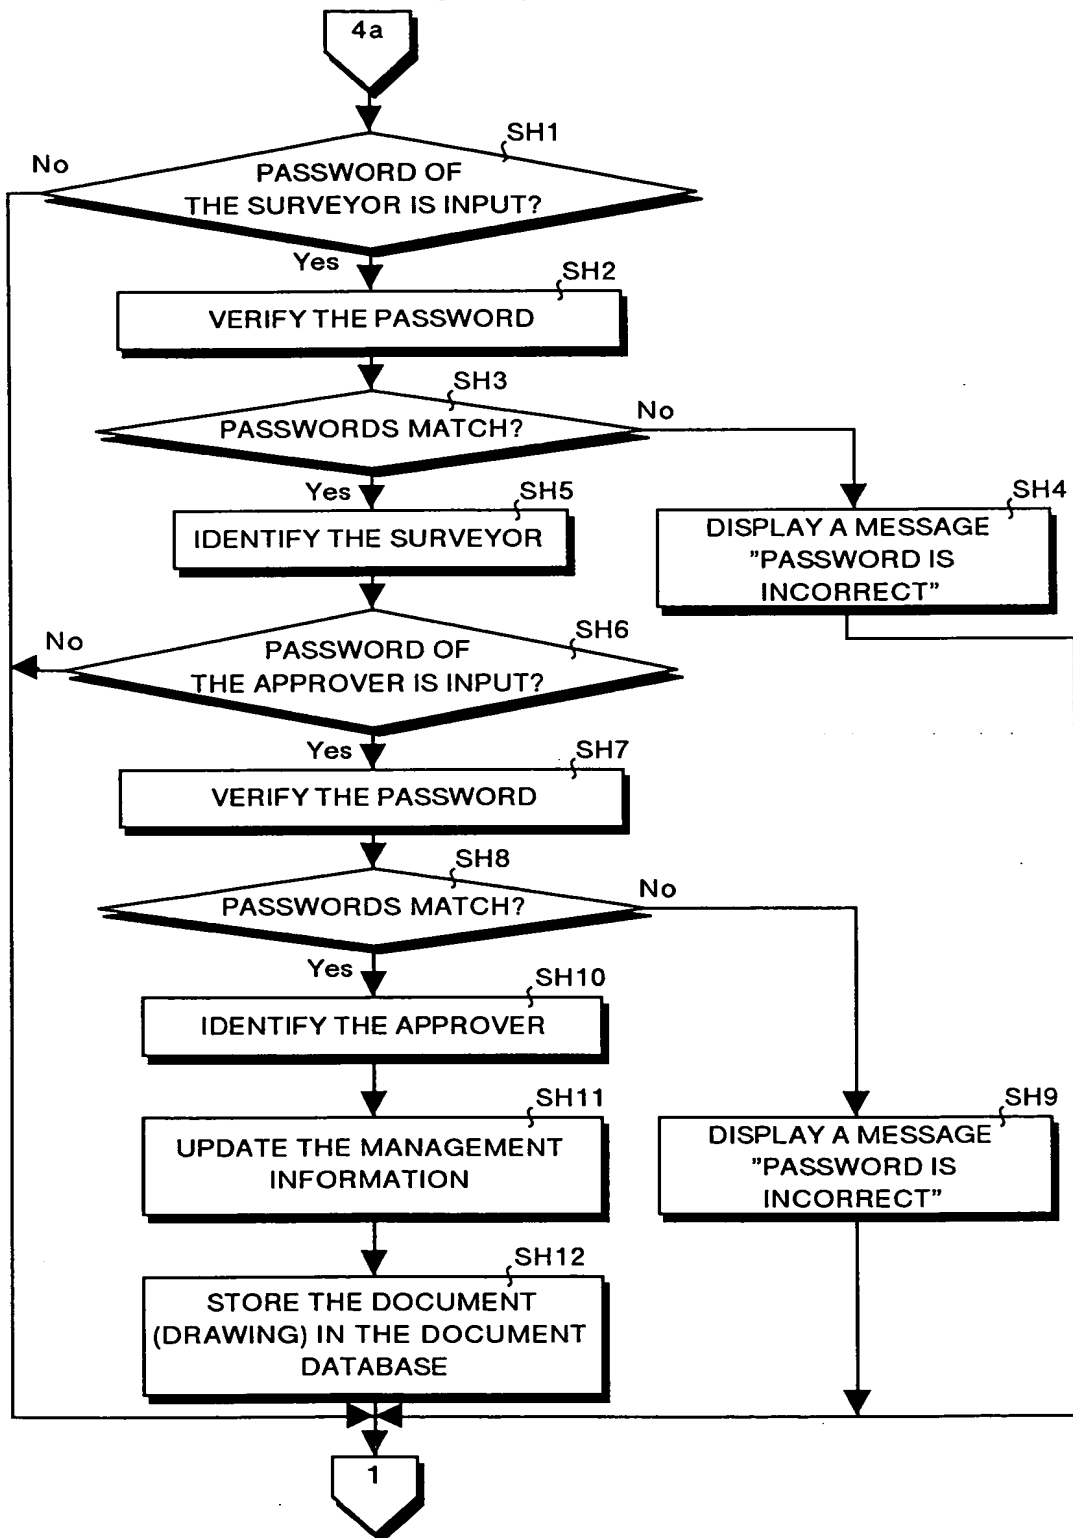 4a
SH1
No
PASSWORD OF
THE SURVEYOR IS INPUT?
Yes
SH2
VERIFY THE PASSWORD
SH3
No
PASSWORDS MATCH?
Yes
SH5
SH4
IDENTIFY THE SURVEYOR
DISPLAY A MESSAGE
"PASSWORD IS
INCORRECT"
SH6
No
PASSWORD OF
THE APPROVER IS INPUT?
Yes
SH7
VERIFY THE PASSWORD
SH8
No
PASSWORDS MATCH?
Yes
SH10
IDENTIFY THE APPROVER
SH11
SH9
UPDATE THE MANAGEMENT
INFORMATION
DISPLAY A MESSAGE
"PASSWORD IS
INCORRECT"
SH12
STORE THE DOCUMENT
(DRAWING) IN THE DOCUMENT
DATABASE
1